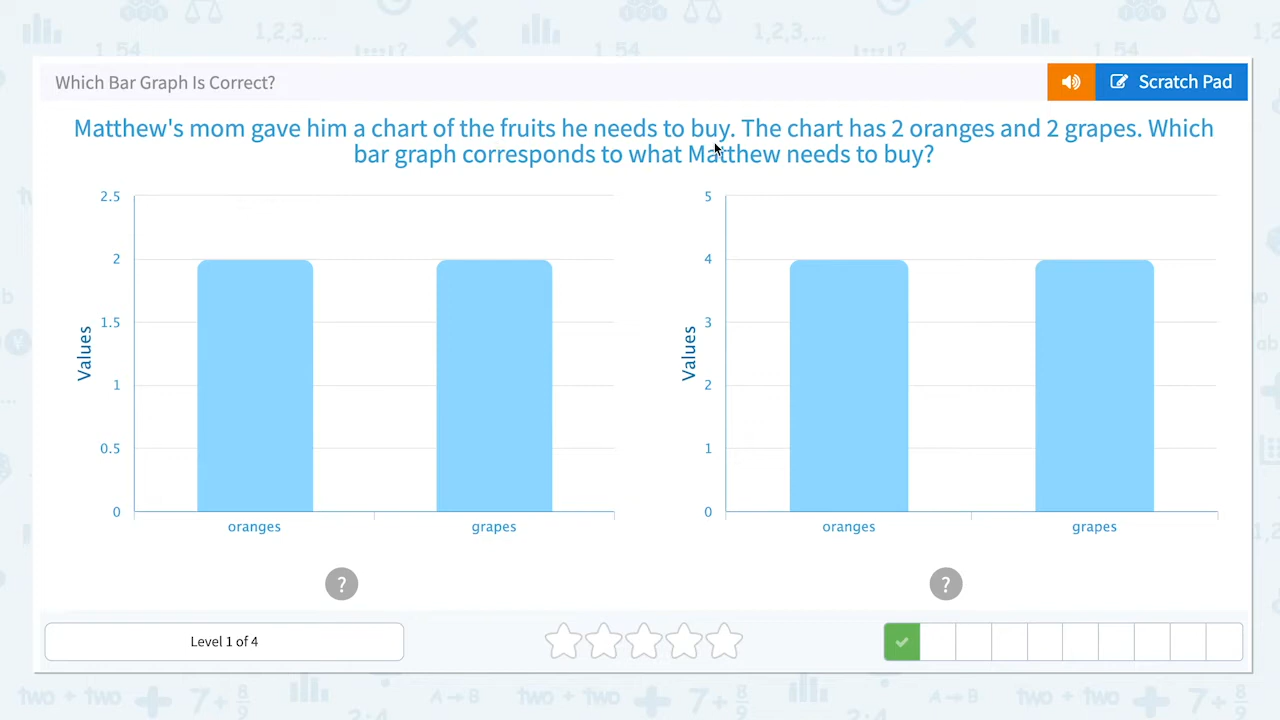 Which Bar Graph Is Correct?
Scratch Pad
Matthew's mom gave him a chart of the fruits he needs to buy. The chart has 2 oranges and 2 grapes. Which
bar graph corresponds to what Matthew needs to buy?
2.5
2
1.5
1
0.5
0
Values
oranges grapes
5
4
3
2
1
0
Values
oranges grapes
?
?
Level 1 of 4